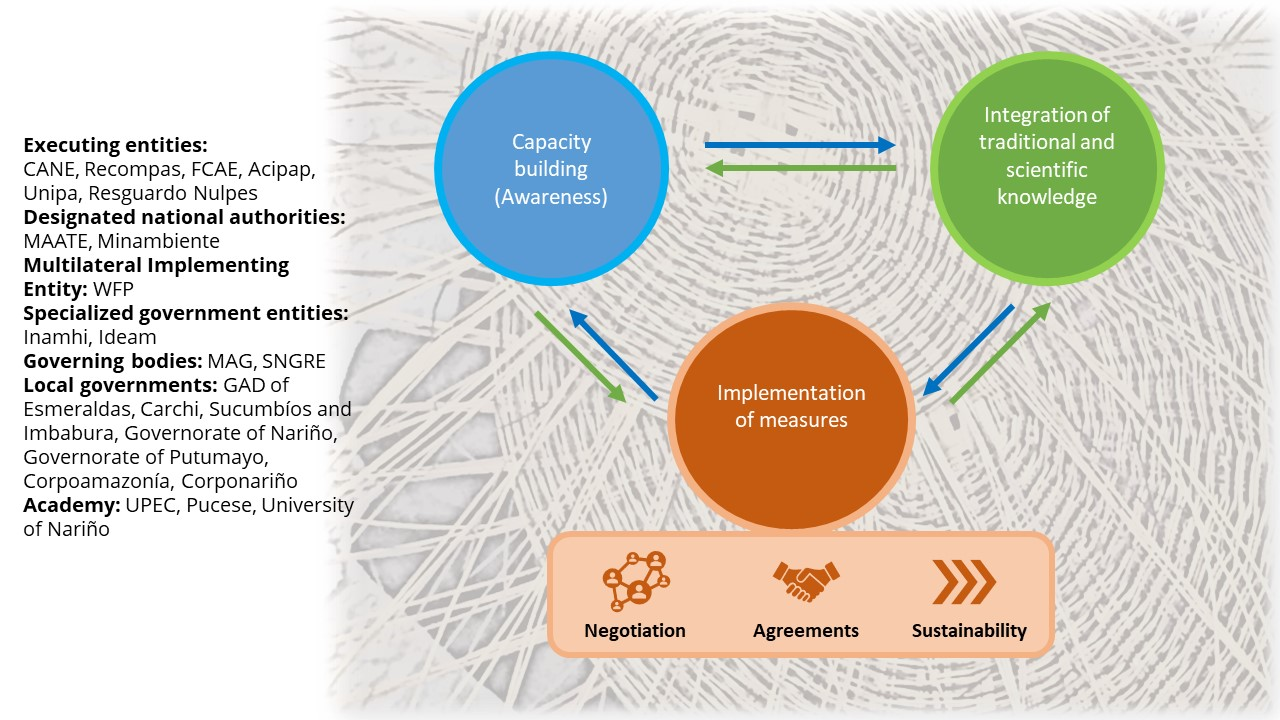 Executing entities:
CANE, Recompas, FCAE, Acipap,
Unipa, Resguardo Nulpes
Designated national authorities:
MAATE, Minambiente
Multilateral Implementing
Entity: WFP
Specialized government entities:
Inamhi, Ideam
Governing bodies: MAG, SNGRE
Local governments: GAD of
Esmeraldas, Carchi, Sucumbíos and
Imbabura, Governorate of Nariño,
Governorate of Putumayo,
Corpoamazonía, Corponariño
Academy: UPEC, Pucese, University
of Nariño
Capacity
building
(Awareness)
Integration of
traditional and
scientific
knowledge
Implementation
of measures
Negotiation
Agreements
Sustainability